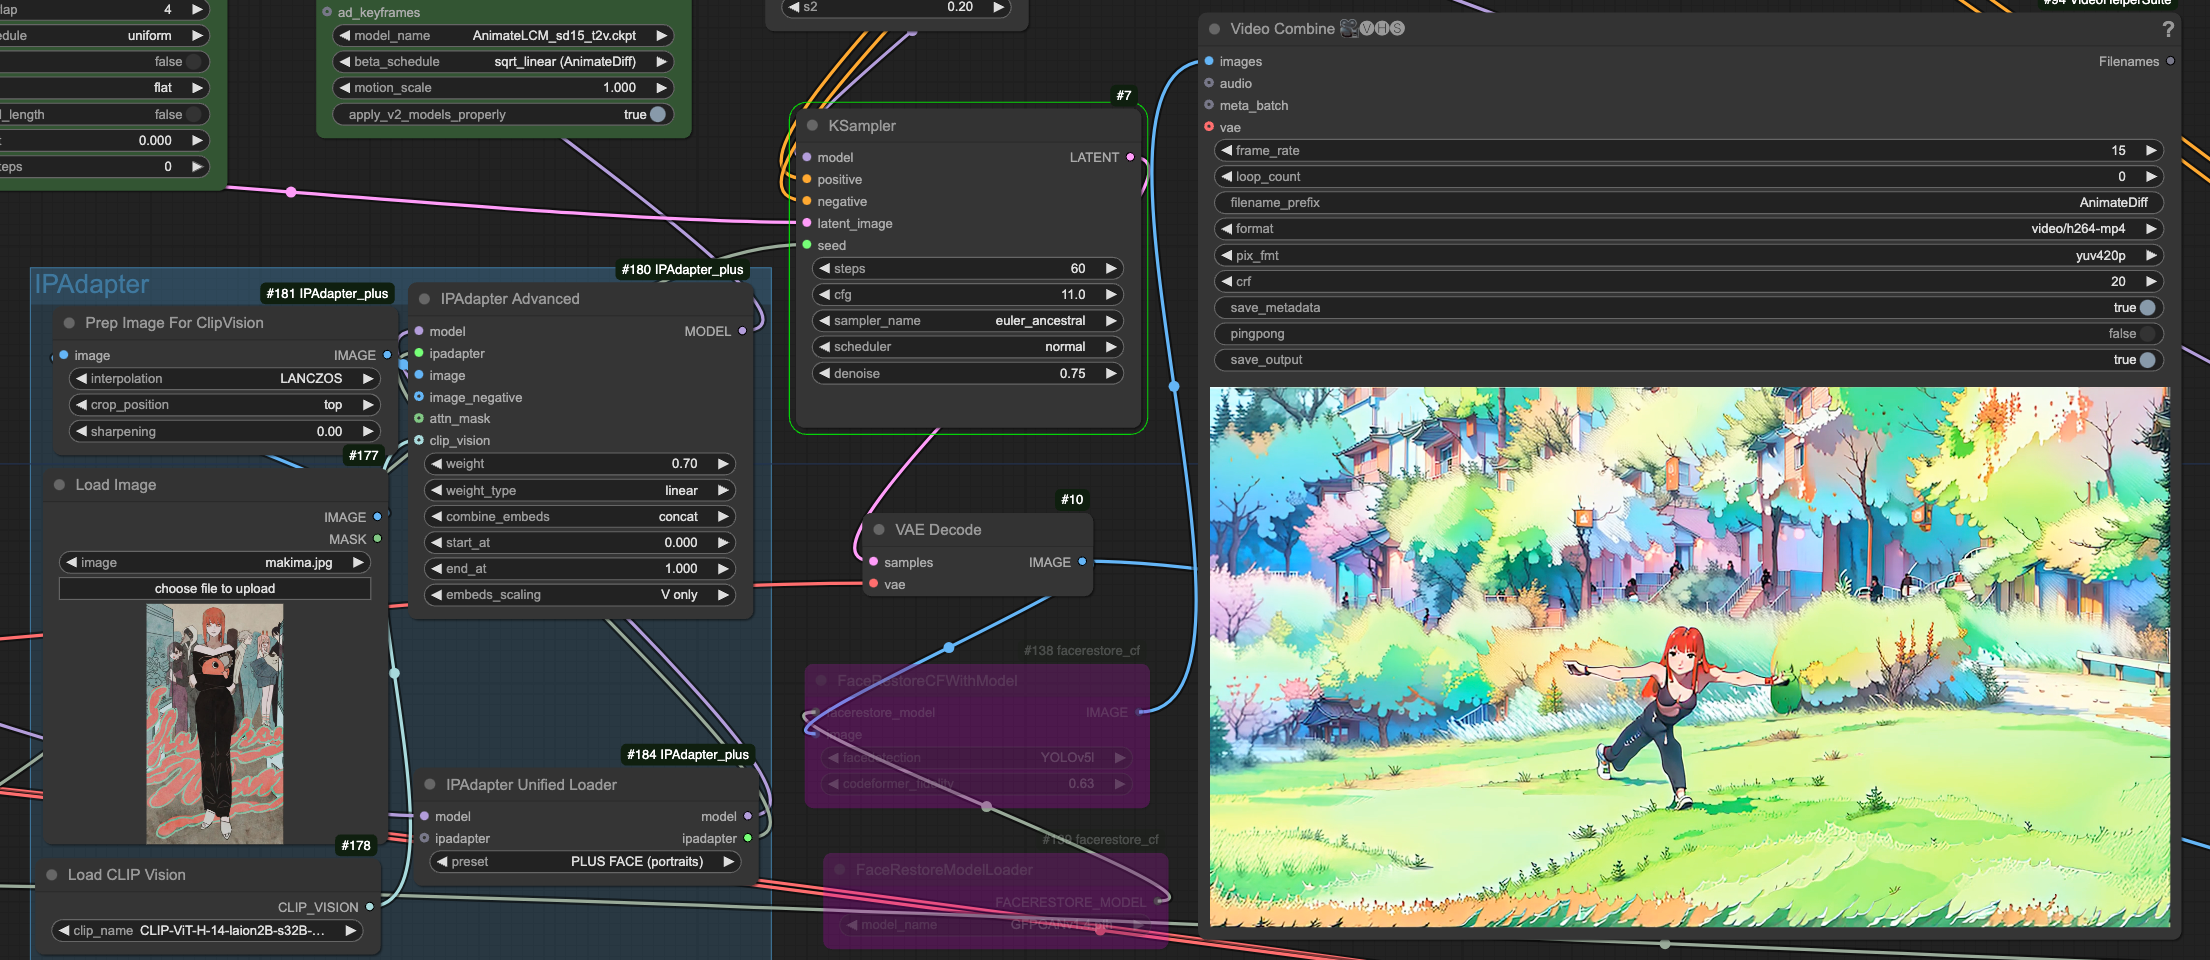 lap 4
edule uniform
false
flat
l_length false
t 0.000
teps 0
ad_keyframes
model_name AnimateLCM_sd15_t2v.ckpt
beta_schedule sqrt_linear (AnimateDiff)
motion_scale 1.000
apply_v2_models_properly true
s2 0.20
#7
KSampler
model LATENT
positive
negative
latent_image
seed
steps 60
cfg 11.0
sampler_name euler_ancestral
scheduler normal
denoise 0.75
#94 VideoHelperSuite
Video Combine 🎥🅥🅗🅢 ?
images Filenames
audio
meta_batch
vae
frame_rate 15
loop_count 0
filename_prefix AnimateDiff
format video/h264-mp4
pix_fmt yuv420p
crf 20
save_metadata true
pingpong false
save_output true
IPAdapter
#181 IPAdapter_plus
Prep Image For ClipVision
image IMAGE
interpolation LANCZOS
crop_position top
sharpening 0.00
#177
Load Image
IMAGE
MASK
image makima.jpg
choose file to upload
#178
Load CLIP Vision
CLIP_VISION
clip_name CLIP-ViT-H-14-laion2B-s32B-...
#180 IPAdapter_plus
IPAdapter Advanced
model MODEL
ipadapter
image
image_negative
attn_mask
clip_vision
weight 0.70
weight_type linear
combine_embeds concat
start_at 0.000
end_at 1.000
embeds_scaling V only
#184 IPAdapter_plus
IPAdapter Unified Loader
model model
ipadapter ipadapter
preset PLUS FACE (portraits)
#10
VAE Decode
samples IMAGE
vae
#138 facerestore_cf
FaceRestoreCFWithModel
facerestore_model IMAGE
image
facedetection YOLOv5l
codeformer_fidelity 0.63
#139 facerestore_cf
FaceRestoreModelLoader
FACERESTORE_MODEL
model_name GFPGANv1.4.pth